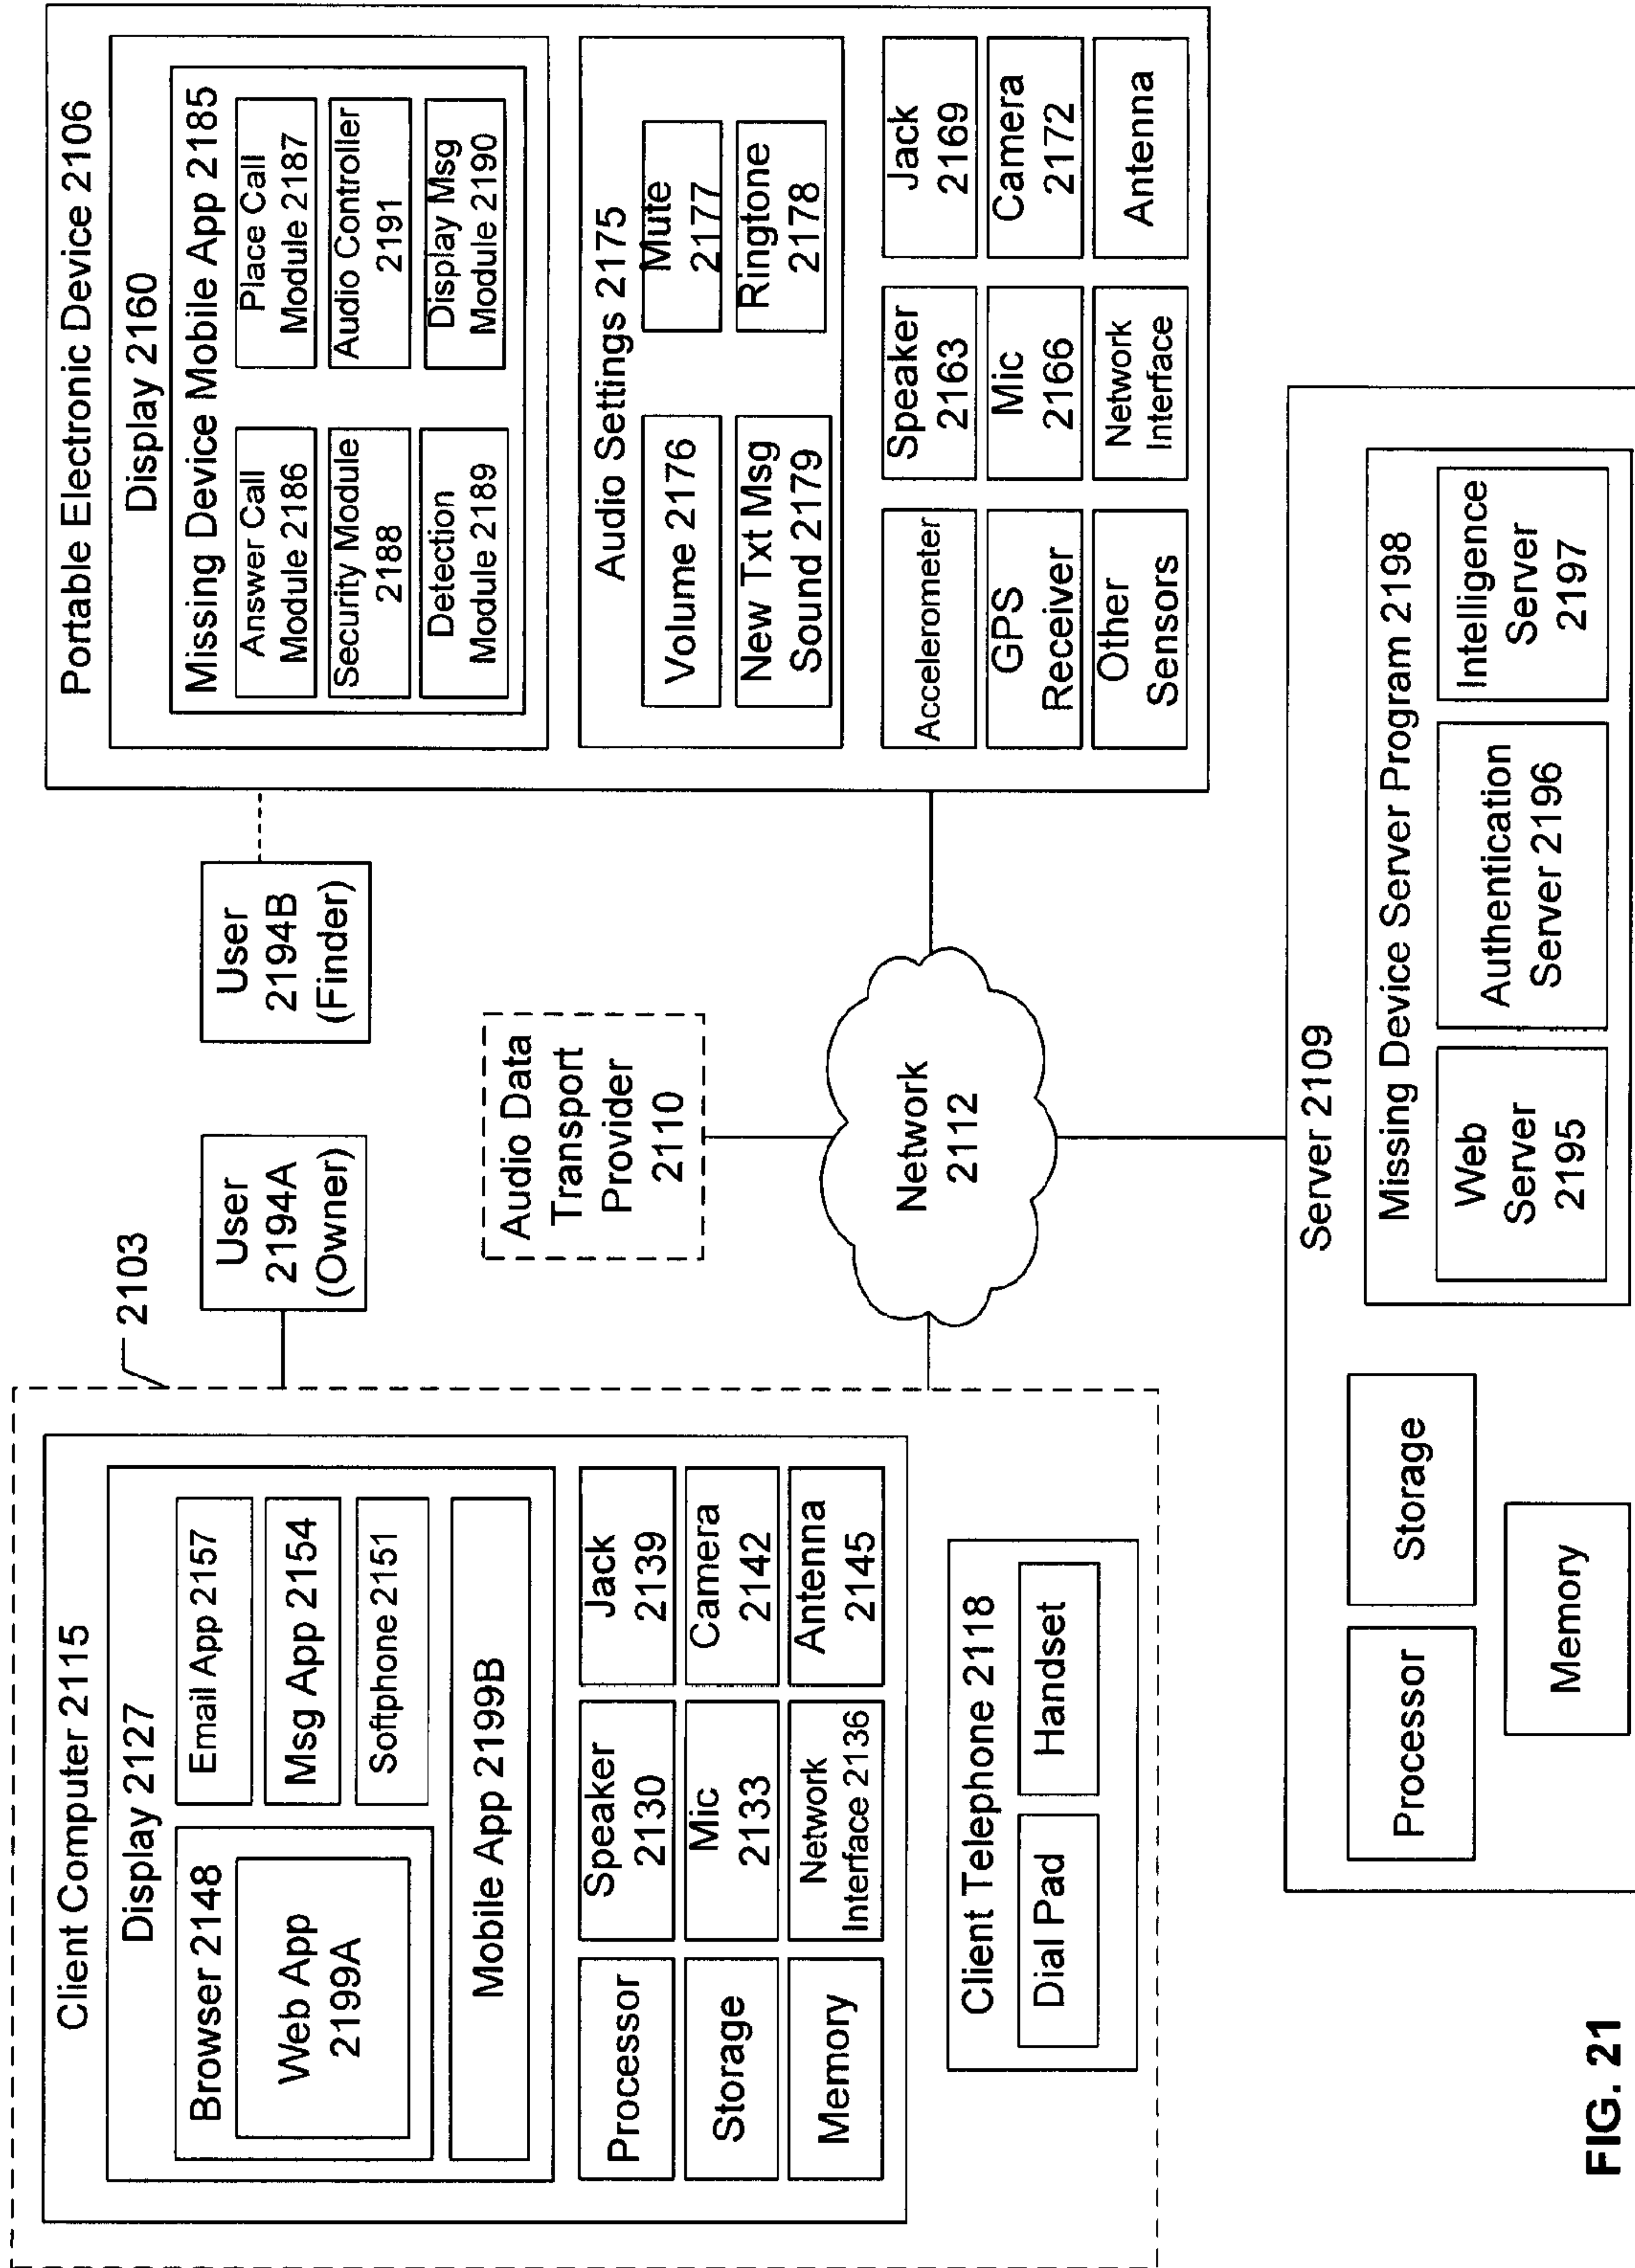 2103
Client Computer 2115
Display 2127
Browser 2148
Web App
2199A
Email App 2157
Msg App 2154
Softphone 2151
Mobile App 2199B
Processor
Speaker
2130
Jack
2139
Storage
Mic
2133
Camera
2142
Memory
Network
Interface 2136
Antenna
2145
Client Telephone 2118
Dial Pad
Handset
User
2194A
(Owner)
User
2194B
(Finder)
Audio Data
Transport
Provider
2110
Network
2112
Portable Electronic Device 2106
Display 2160
Missing Device Mobile App 2185
Answer Call
Module 2186
Place Call
Module 2187
Security Module
2188
Audio Controller
2191
Detection
Module 2189
Display Msg
Module 2190
Audio Settings 2175
Volume 2176
Mute
2177
New Txt Msg
Sound 2179
Ringtone
2178
Accelerometer
Speaker
2163
Jack
2169
GPS
Receiver
Mic
2166
Camera
2172
Other
Sensors
Network
Interface
Antenna
Server 2109
Processor
Storage
Memory
Missing Device Server Program 2198
Web
Server
2195
Authentication
Server 2196
Intelligence
Server
2197
FIG. 21